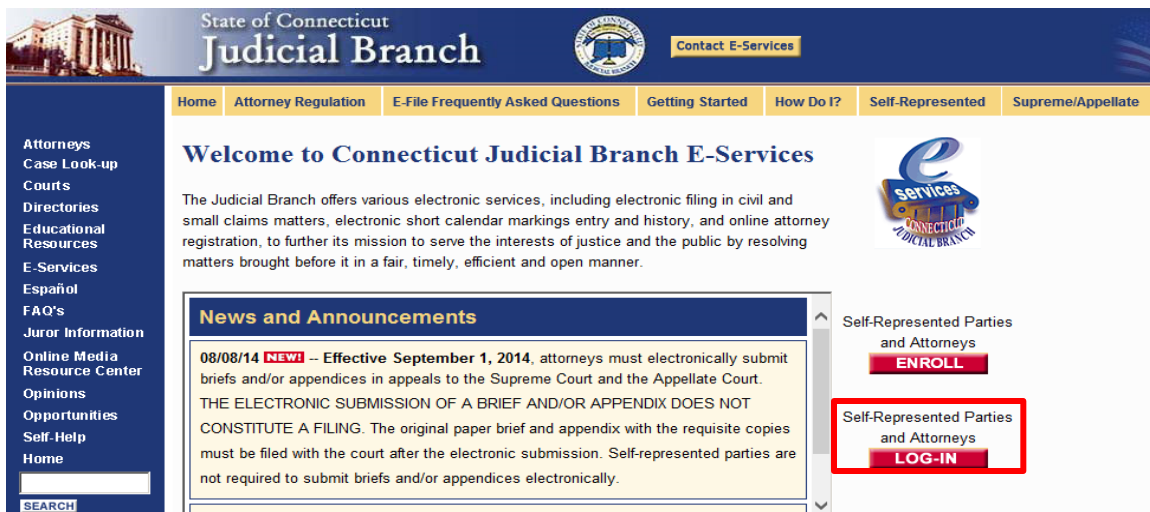 State of Connecticut
Judicial Branch
Contact E-Services
Home Attorney Regulation E-File Frequently Asked Questions Getting Started How Do I? Self-Represented Supreme/Appellate
Attorneys
Case Look-up
Courts
Directories
Educational
Resources
E-Services
Español
FAQ's
Juror Information
Online Media
Resource Center
Opinions
Opportunities
Self-Help
Home
SEARCH
Welcome to Connecticut Judicial Branch E-Services
The Judicial Branch offers various electronic services, including electronic filing in civil and
small claims matters, electronic short calendar markings entry and history, and online attorney
registration, to further its mission to serve the interests of justice and the public by resolving
matters brought before it in a fair, timely, efficient and open manner.
e
services
CONNECTICUT
JUDICIAL BRANCH
News and Announcements
08/08/14 NEW! -- Effective September 1, 2014, attorneys must electronically submit
briefs and/or appendices in appeals to the Supreme Court and the Appellate Court.
THE ELECTRONIC SUBMISSION OF A BRIEF AND/OR APPENDIX DOES NOT
CONSTITUTE A FILING. The original paper brief and appendix with the requisite copies
must be filed with the court after the electronic submission. Self-represented parties are
not required to submit briefs and/or appendices electronically.
Self-Represented Parties
and Attorneys
ENROLL
Self-Represented Parties
and Attorneys
LOG-IN